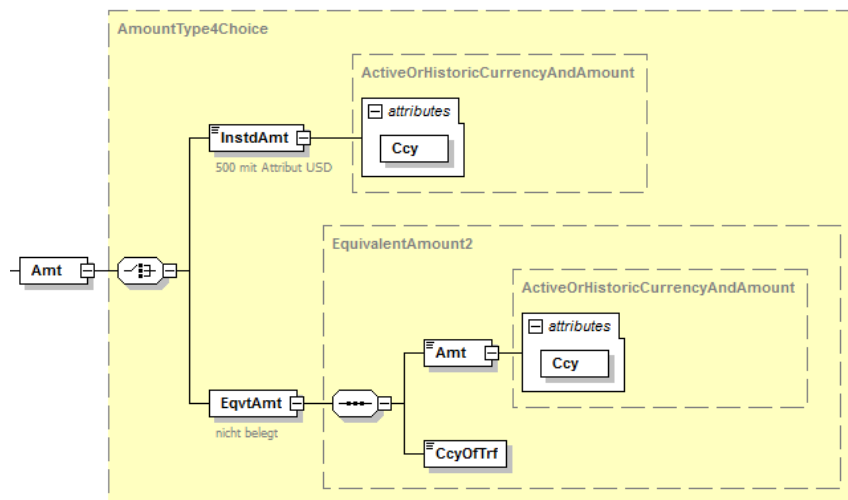 AmountType4Choice
ActiveOrHistoricCurrencyAndAmount
attributes
InstdAmt
Ccy
500 mit Attribut USD
EquivalentAmount2
Amt
ActiveOrHistoricCurrencyAndAmount
attributes
Amt
Ccy
EqvtAmt
nicht belegt
CcyOfTrf